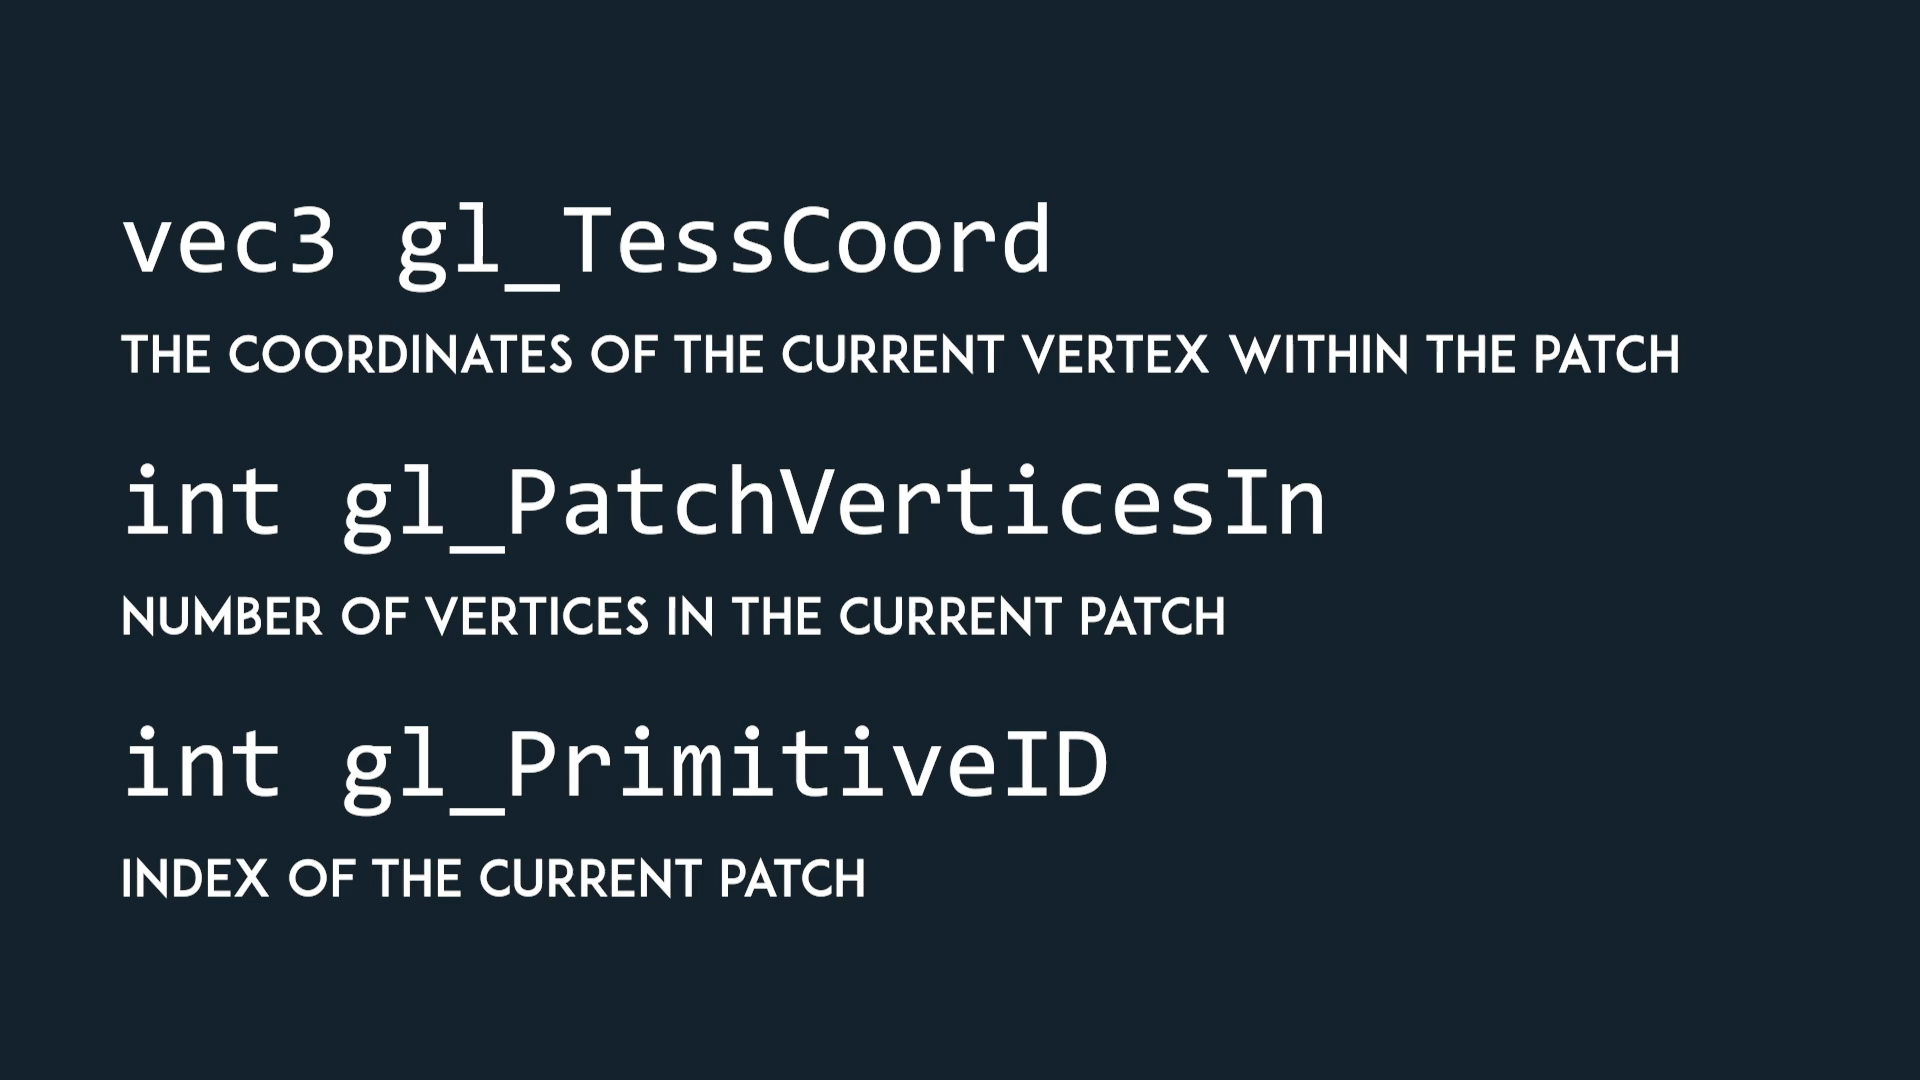 vec3 gl_TessCoord
THE COORDINATES OF THE CURRENT VERTEX WITHIN THE PATCH
int gl_PatchVerticesIn
NUMBER OF VERTICES IN THE CURRENT PATCH
int gl_PrimitiveID
INDEX OF THE CURRENT PATCH